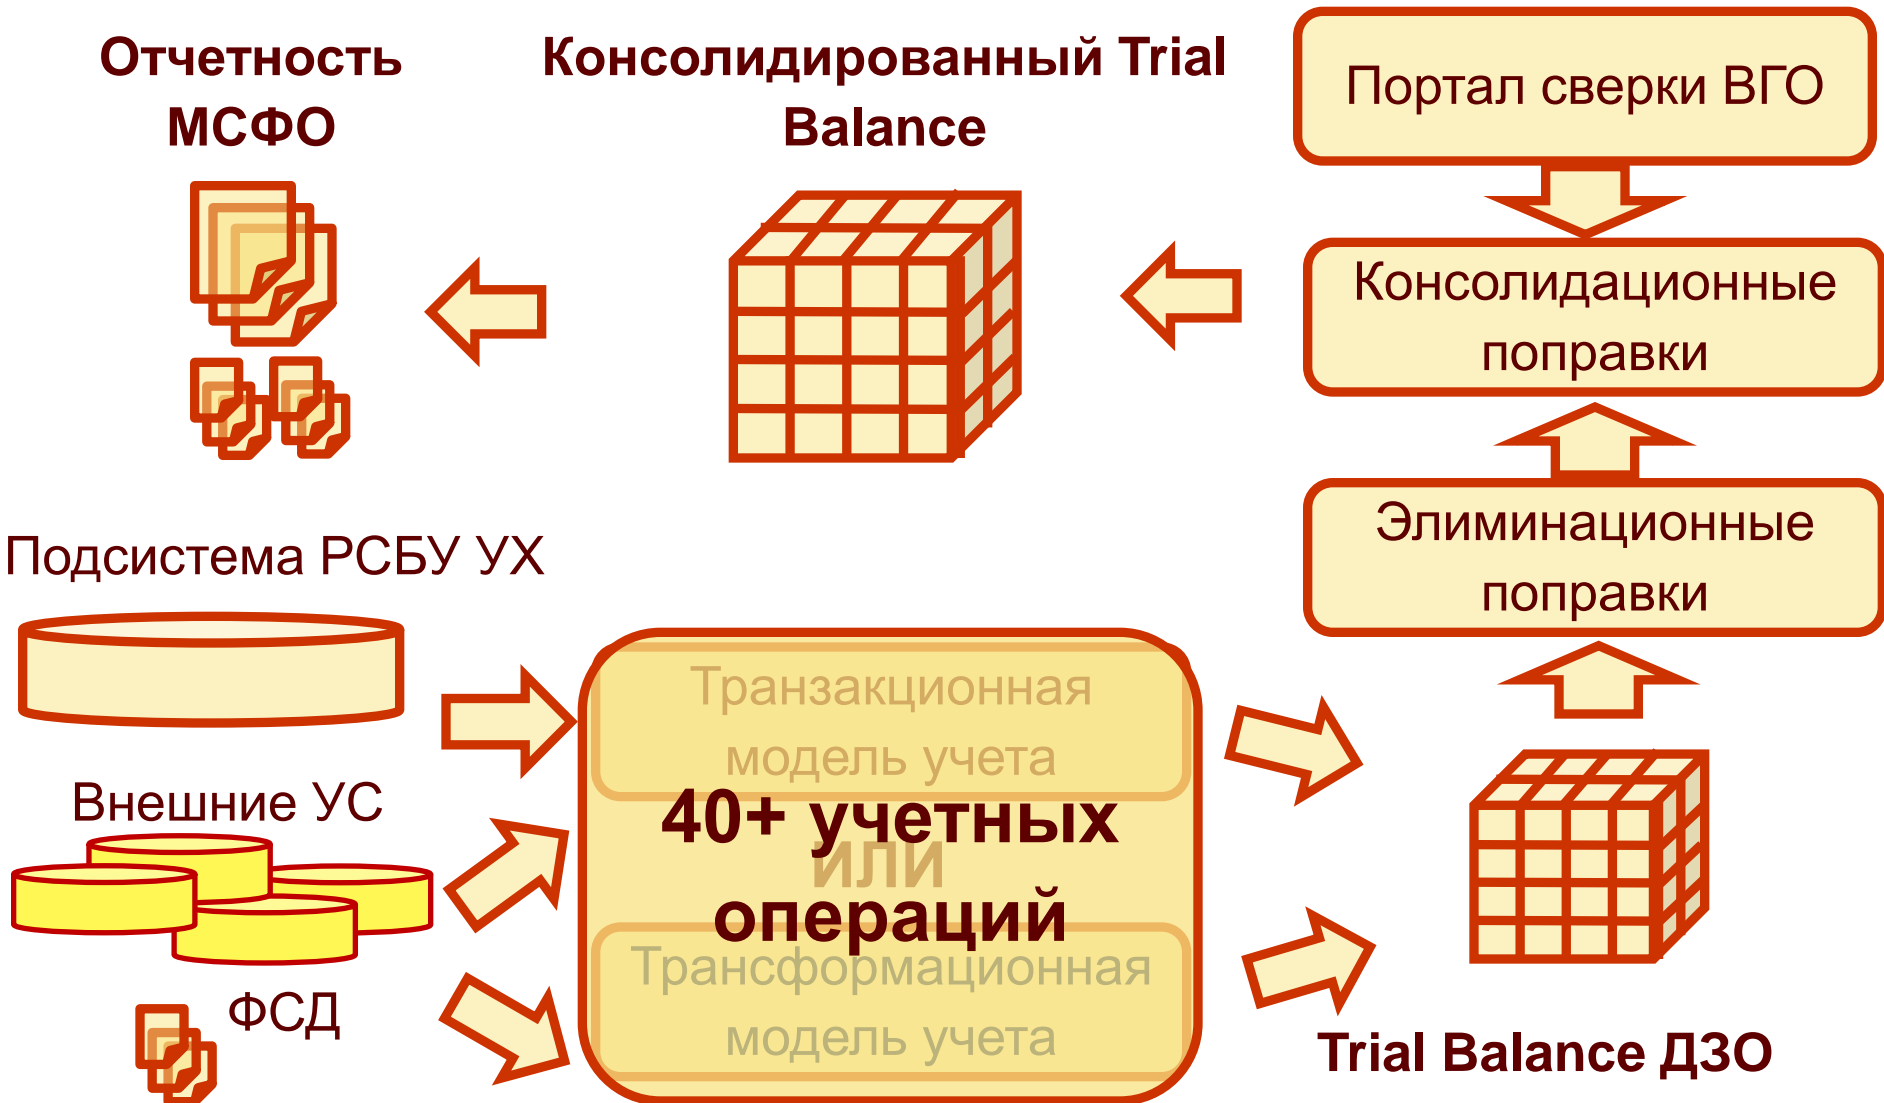 Отчетность
МСФО
Консолидированный Trial
Balance
Портал сверки ВГО
Консолидационные
поправки
Элиминационные
поправки
Подсистема РСБУ УХ
Внешние УС
ФСД
Транзакционная
модель учета
40+ учетных
или
операций
Трансформационная
модель учета
Trial Balance ДЗО